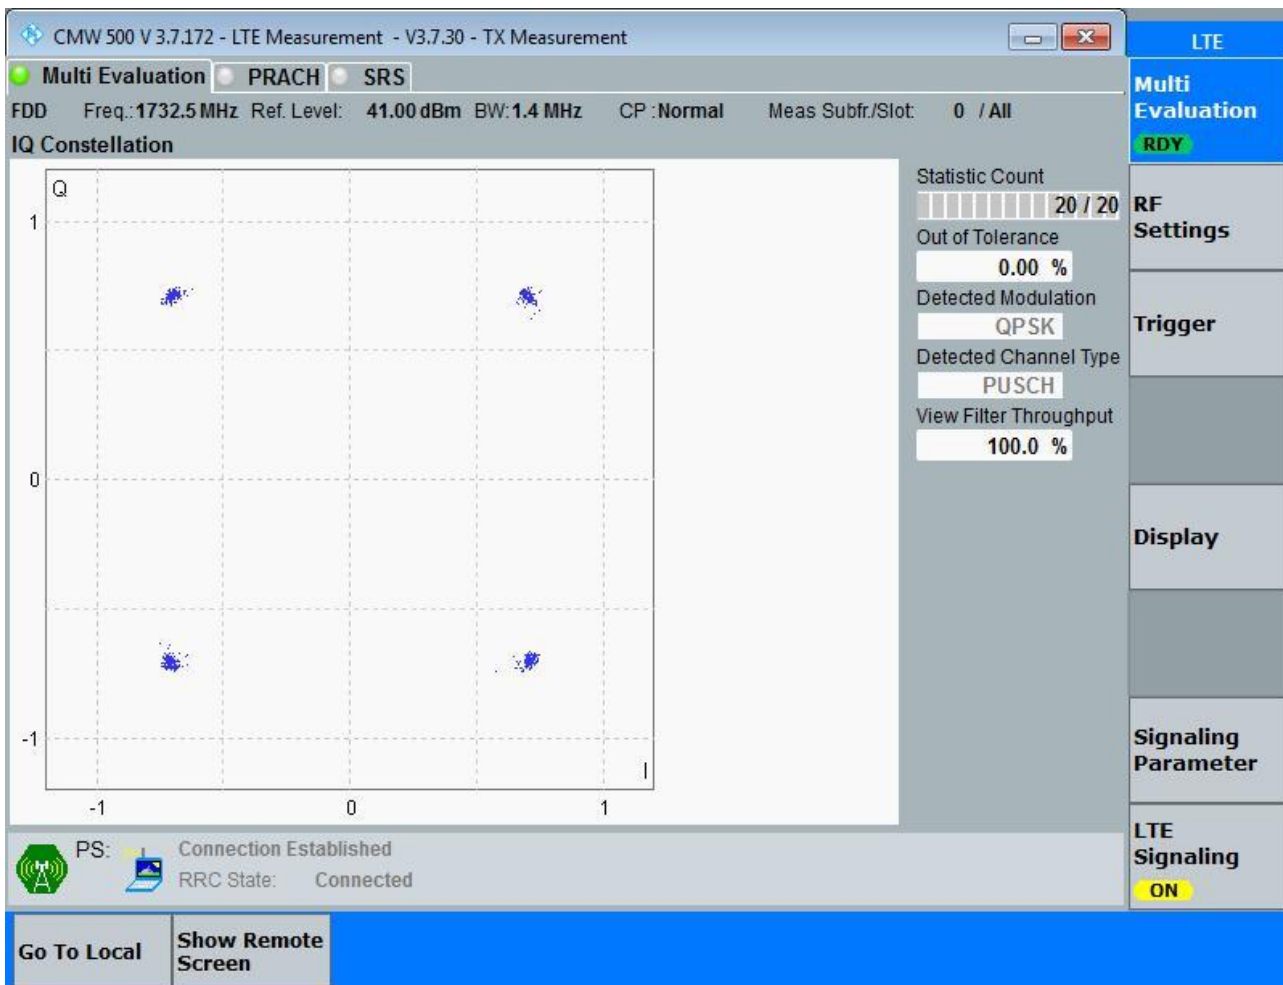 CMW 500 V 3.7.172 - LTE Measurement - V3.7.30 - TX Measurement
Multi Evaluation PRACH SRS
FDD Freq.:1732.5 MHz Ref. Level: 41.00 dBm BW:1.4 MHz CP :Normal Meas Subfr./Slot: 0 / All
IQ Constellation
Q
1
0
-1
I
-1 0 1
Statistic Count
20 / 20
Out of Tolerance
0.00 %
Detected Modulation
QPSK
Detected Channel Type
PUSCH
View Filter Throughput
100.0 %
PS: Connection Established
RRC State: Connected
LTE
Multi
Evaluation
RDY
RF
Settings
Trigger
Display
Signaling
Parameter
LTE
Signaling
ON
Go To Local
Show Remote
Screen